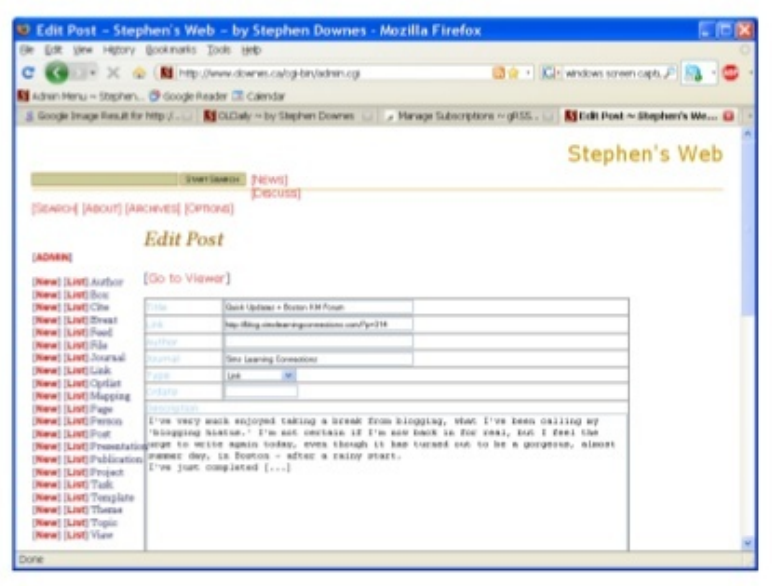 Edit Post ~ Stephen's Web ~ by Stephen Downes - Mozilla Firefox
File Edit View History Bookmarks Tools Help
http://www.downes.ca/cgi-bin/admin.cgi
windows screen capti
Admin Menu ~ Stephen... Google Reader Calendar
Google Image Result for http:/... OLDaily ~ by Stephen Downes Manage Subscriptions ~ gRSS... Edit Post ~ Stephen's We...
Stephen's Web
START SEARCH [NEWS]
[DISCUSS]
[SEARCH] [ABOUT] [ARCHIVES] [OPTIONS]
Edit Post
[ADMIN]
[Go to Viewer]
[New] [List] Author
[New] [List] Box
[New] [List] Cite
[New] [List] Event
[New] [List] Feed
[New] [List] File
[New] [List] Journal
[New] [List] Link
[New] [List] Optlist
[New] [List] Mapping
[New] [List] Page
[New] [List] Person
[New] [List] Post
[New] [List] Presentation
[New] [List] Publication
[New] [List] Project
[New] [List] Task
[New] [List] Template
[New] [List] Theme
[New] [List] Topic
[New] [List] View
Title Quick Updates + Boston KM Forum
Link
Author
Journal Sims Learning Connections
Type Link
Crdate
Description
I've very much enjoyed taking a break from blogging, what I've been calling my
'blogging hiatus.' I'm not certain if I'm now back in for real, but I feel the
urge to write again today, even though it has turned out to be a gorgeous, almost
summer day, in Boston - after a rainy start.
I've just completed [...]
Done